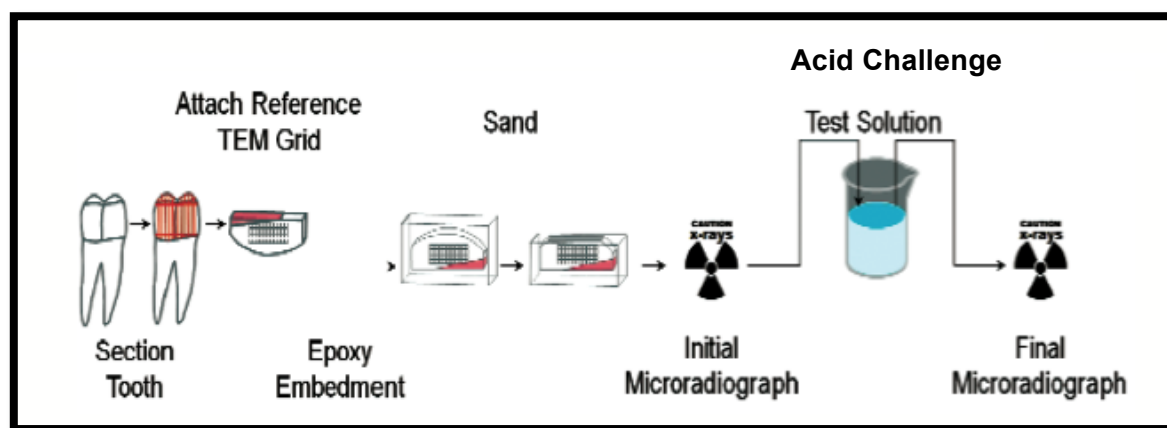 Acid Challenge
Attach Reference
TEM Grid
Sand
Test Solution
CAUTION
x-rays
CAUTION
x-rays
Section
Tooth
Epoxy
Embedment
Initial
Microradiograph
Final
Microradiograph